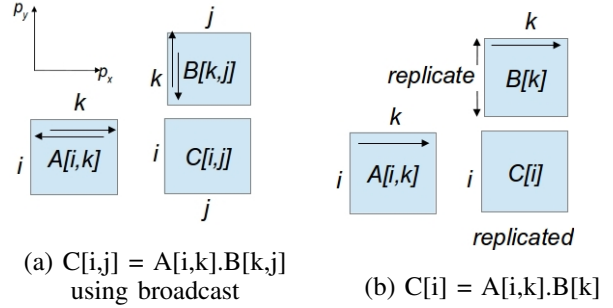 p_y
p_x
j
k
B[k,j]
k
i
A[i,k]
i
C[i,j]
j
(a) C[i,j] = A[i,k].B[k,j]
using broadcast
k
replicate
B[k]
k
i
A[i,k]
i
C[i]
replicated
(b) C[i] = A[i,k].B[k]